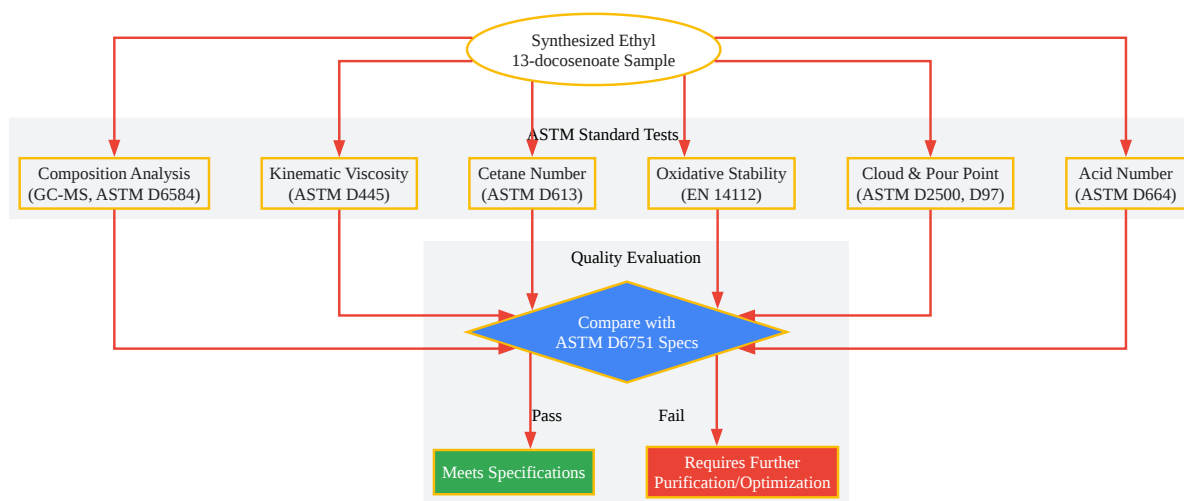 Synthesized Ethyl
13-docosenoate Sample
ASTM Standard Tests
Composition Analysis
(GC-MS, ASTM D6584)
Kinematic Viscosity
(ASTM D445)
Cetane Number
(ASTM D613)
Oxidative Stability
(EN 14112)
Cloud & Pour Point
(ASTM D2500, D97)
Acid Number
(ASTM D664)
Quality Evaluation
Compare with
ASTM D6751 Specs
Pass
Fail
Meets Specifications
Requires Further
Purification/Optimization